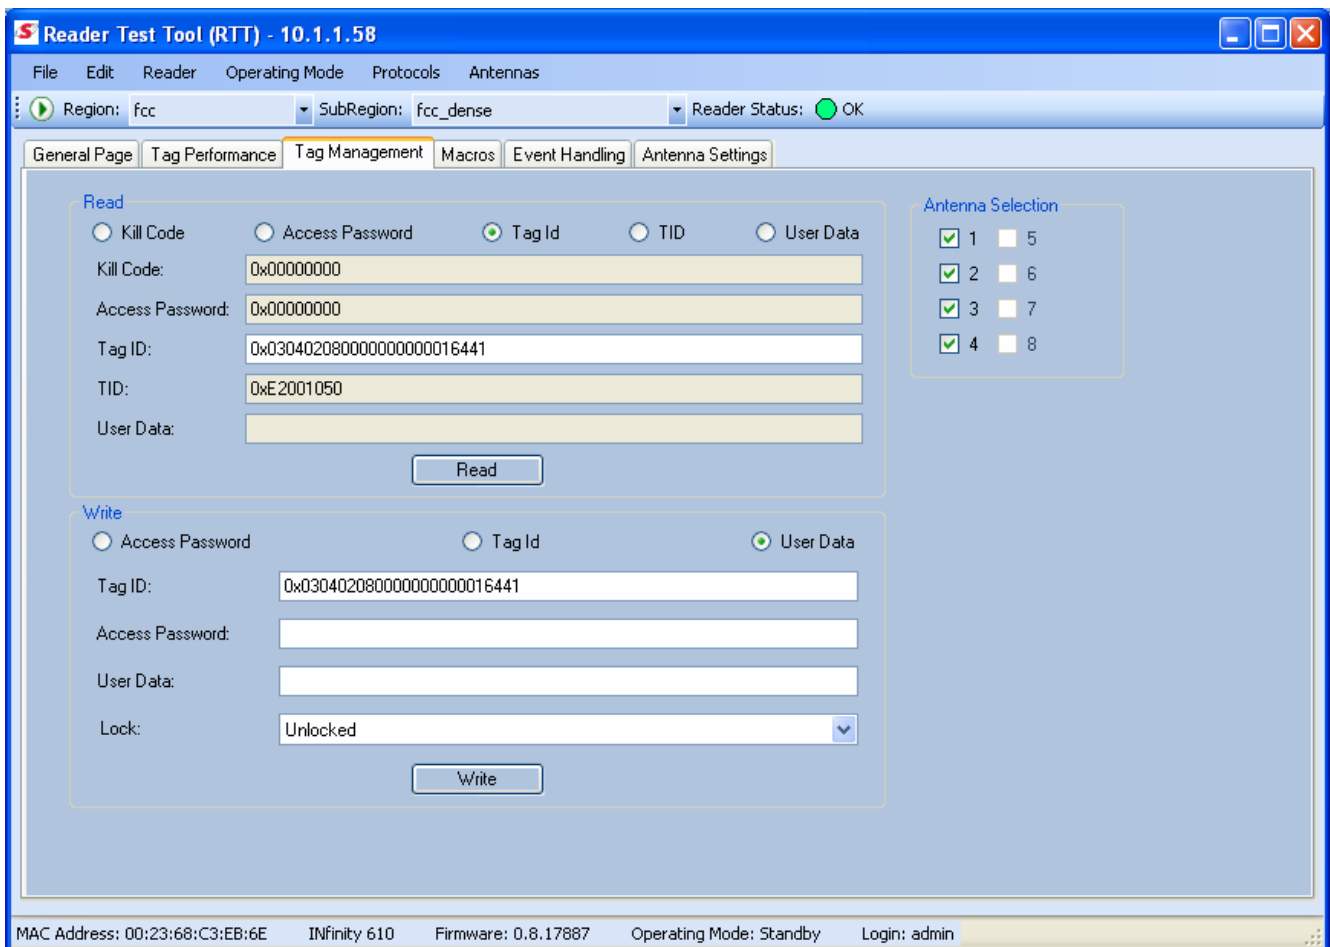 Reader Test Tool (RTT) - 10.1.1.58
File Edit Reader Operating Mode Protocols Antennas
Region: fcc SubRegion: fcc_dense Reader Status: OK
General Page Tag Performance Tag Management Macros Event Handling Antenna Settings
Read
Kill Code Access Password Tag Id TID User Data
Kill Code: 0x00000000
Access Password: 0x00000000
Tag ID: 0x030402080000000000016441
TID: 0xE2001050
User Data:
Read
Antenna Selection
1 5
2 6
3 7
4 8
Write
Access Password Tag Id User Data
Tag ID: 0x030402080000000000016441
Access Password:
User Data:
Lock: Unlocked
Write
MAC Address: 00:23:68:C3:EB:6E INfinity 610 Firmware: 0.8.17887 Operating Mode: Standby Login: admin